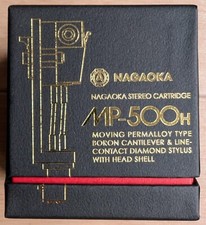 NAGAOKA
NAGAOKA STEREO CARTRIDGE
MP-500H
MOVING PERMALLOY TYPE
BORON CANTILEVER & LINE-
CONTACT DIAMOND STYLUS
WITH HEAD SHELL